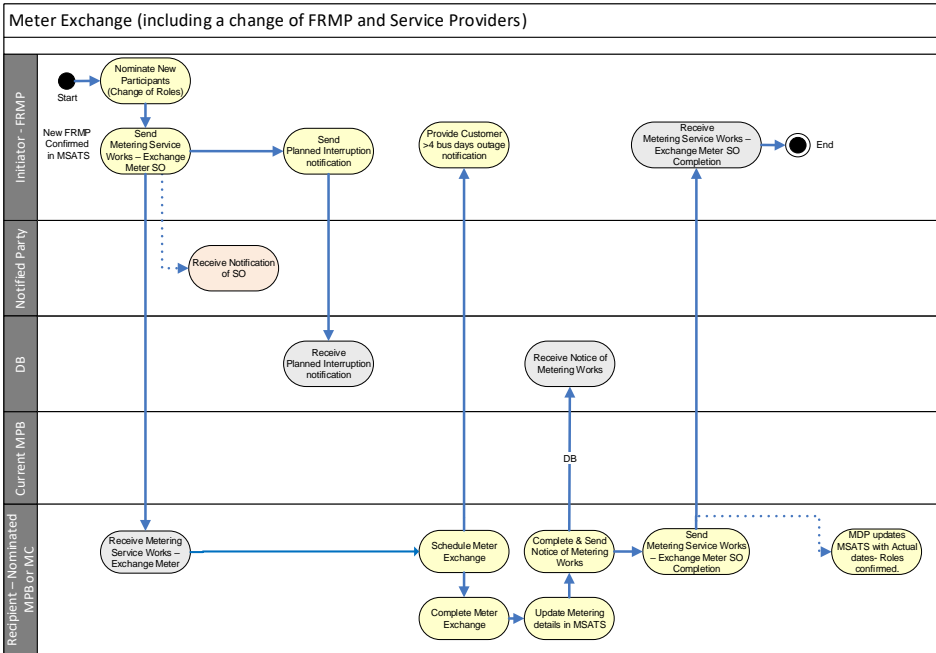 Meter Exchange (including a change of FRMP and Service Providers)
Initiator - FRMP
Start
Nominate New
Participants
(Change of Roles)
New FRMP
Confirmed
in MSATS
Send
Metering Service
Works – Exchange
Meter SO
Send
Planned Interruption
notification
Provide Customer
>4 bus days outage
notification
Receive
Metering Service Works –
Exchange Meter SO
Completion
End
Notified Party
Receive Notification
of SO
DB
Receive
Planned Interruption
notification
Receive Notice of
Metering Works
Current MPB
DB
Recipient – Nominated
MPB or MC
Receive Metering
Service Works –
Exchange Meter
Schedule Meter
Exchange
Complete & Send
Notice of Metering
Works
Send
Metering Service Works
– Exchange Meter SO
Completion
MDP updates
MSATS with Actual
dates- Roles
confirmed.
Complete Meter
Exchange
Update Metering
details in MSATS